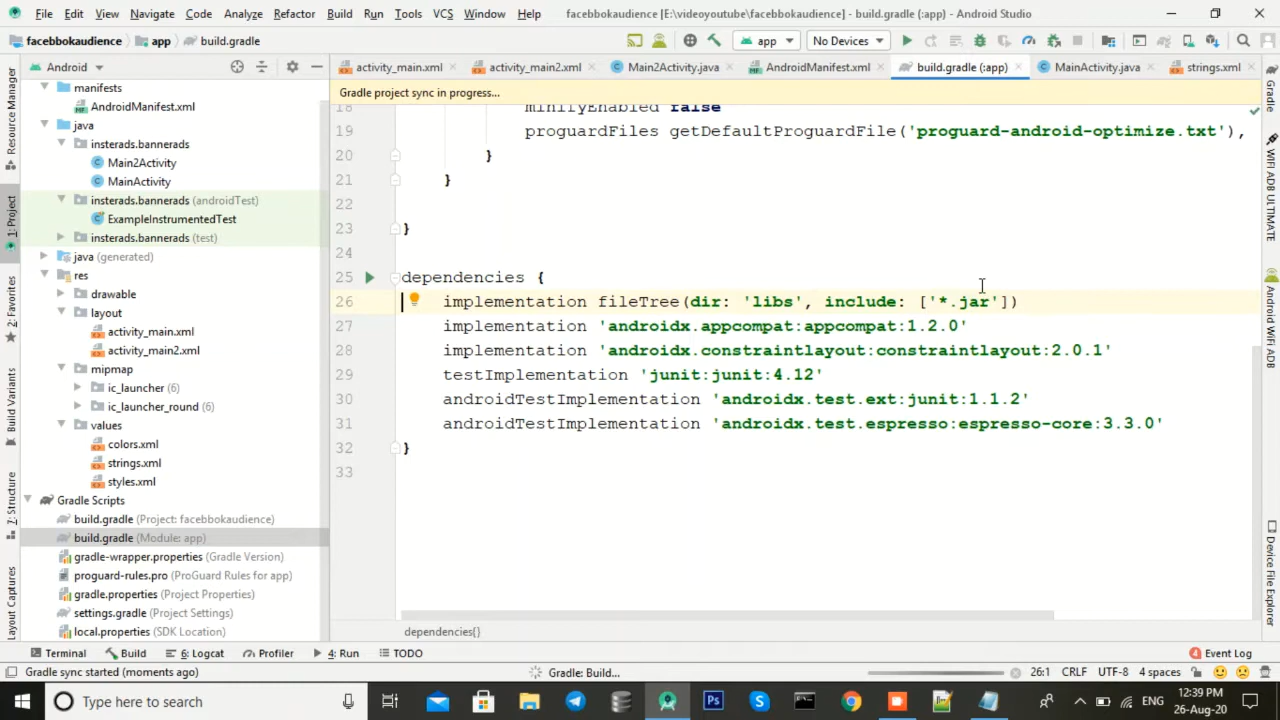 File Edit View Navigate Code Analyze Refactor Build Run Tools VCS Window Help facebbokaudience [E:\videoyoutube\facebbokaudience] - build.gradle (:app) - Android Studio
facebbokaudience app build.gradle app No Devices
Android activity_main.xml activity_main2.xml Main2Activity.java AndroidManifest.xml build.gradle (:app) MainActivity.java strings.xml
Gradle project sync in progress...
Resource Manager
1: Project
2: Favorites
Build Variants
7: Structure
Layout Captures
manifests
AndroidManifest.xml
java
insterads.bannerads
Main2Activity
MainActivity
insterads.bannerads (androidTest)
ExampleInstrumentedTest
insterads.bannerads (test)
java (generated)
res
drawable
layout
activity_main.xml
activity_main2.xml
mipmap
ic_launcher (6)
ic_launcher_round (6)
values
colors.xml
strings.xml
styles.xml
Gradle Scripts
build.gradle (Project: facebbokaudience)
build.gradle (Module: app)
gradle-wrapper.properties (Gradle Version)
proguard-rules.pro (ProGuard Rules for app)
gradle.properties (Project Properties)
settings.gradle (Project Settings)
local.properties (SDK Location)
18 minifyEnabled false
19 proguardFiles getDefaultProguardFile('proguard-android-optimize.txt'),
20 }
21 }
22
23 }
24
25 dependencies {
26 implementation fileTree(dir: 'libs', include: ['*.jar'])
27 implementation 'androidx.appcompat:appcompat:1.2.0'
28 implementation 'androidx.constraintlayout:constraintlayout:2.0.1'
29 testImplementation 'junit:junit:4.12'
30 androidTestImplementation 'androidx.test.ext:junit:1.1.2'
31 androidTestImplementation 'androidx.test.espresso:espresso-core:3.3.0'
32 }
33
dependencies{}
Gradle
WIFI ADB ULTIMATE
Android WiFi ADB
Device File Explorer
Terminal Build 6: Logcat Profiler 4: Run TODO 4 Event Log
Gradle sync started (moments ago) Gradle: Build... 26:1 CRLF UTF-8 4 spaces
Type here to search Ps ENG 12:39 PM
26-Aug-20